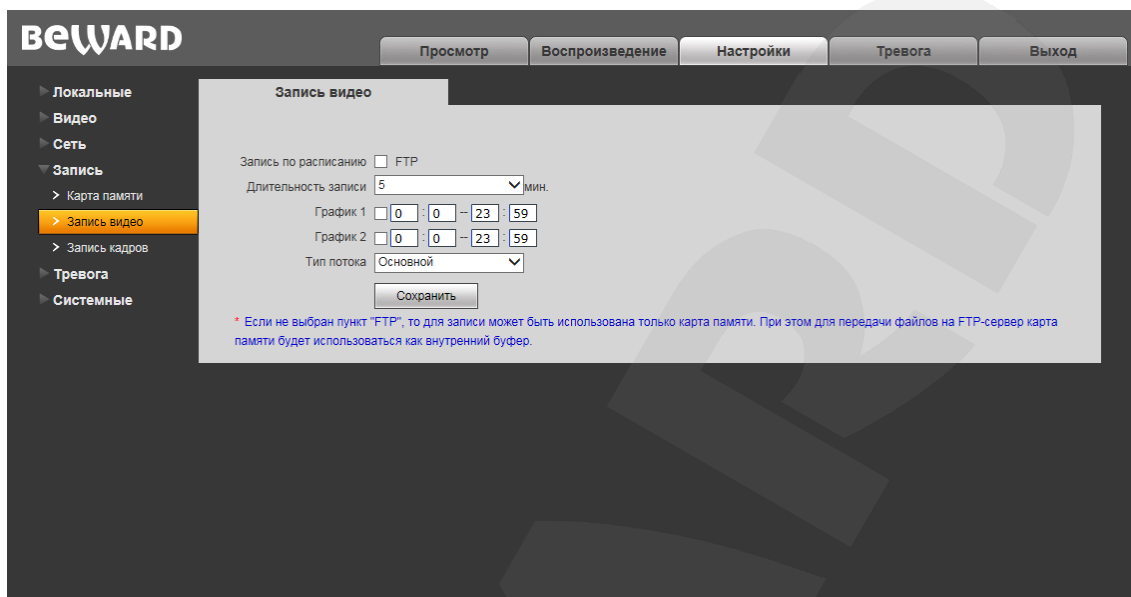 BEWARD
Просмотр Воспроизведение Настройки Тревога Выход
Локальные
Видео
Сеть
Запись
> Карта памяти
> Запись видео
> Запись кадров
Тревога
Системные
Запись видео
Запись по расписанию FTP
Длительность записи 5 мин.
График 1 0 : 0 -- 23 : 59
График 2 0 : 0 -- 23 : 59
Тип потока Основной
Сохранить
* Если не выбран пункт "FTP", то для записи может быть использована только карта памяти. При этом для передачи файлов на FTP-сервер карта
памяти будет использоваться как внутренний буфер.